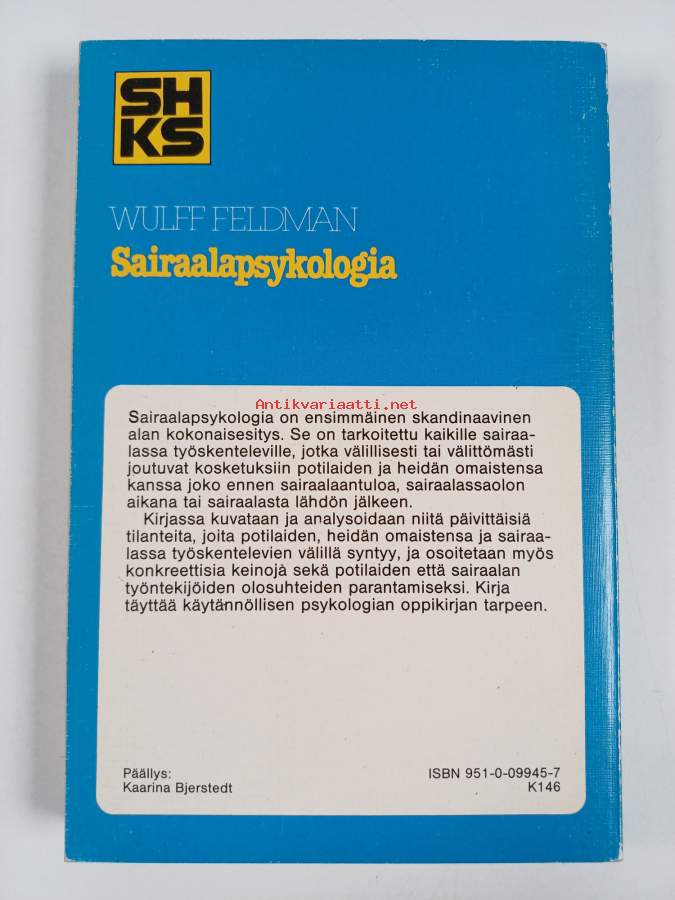 SH
KS
WULFF FELDMAN
Sairaalapsykologia
Antikvariaatti.net
Sairaalapsykologia on ensimmäinen skandinaavinen
alan kokonaisesitys. Se on tarkoitettu kaikille sairaa-
lassa työskenteleville, jotka välillisesti tai välittömästi
joutuvat kosketuksiin potilaiden ja heidän omaistensa
kanssa joko ennen sairaalaantuloa, sairaalassaolon
aikana tai sairaalasta lähdön jälkeen.
Kirjassa kuvataan ja analysoidaan niitä päivittäisiä
tilanteita, joita potilaiden, heidän omaistensa ja sairaa-
lassa työskentelevien välillä syntyy, ja osoitetaan myös
konkreettisia keinoja sekä potilaiden että sairaalan
työntekijöiden olosuhteiden parantamiseksi. Kirja
täyttää käytännöllisen psykologian oppikirjan tarpeen.
Päällys:
Kaarina Bjerstedt
ISBN 951-0-09945-7
K146